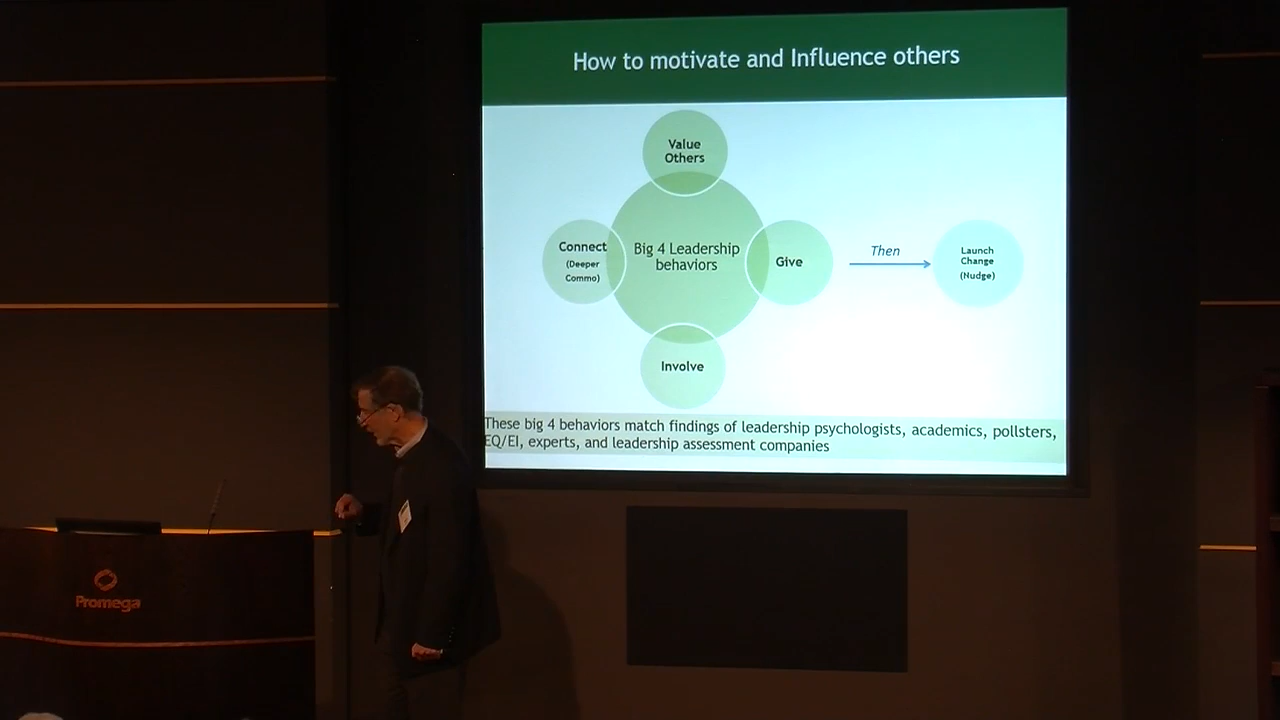 How to motivate and Influence others
Value
Others
Connect
(Deeper
Commo)
Big 4 Leadership
behaviors
Give
Then
Launch
Change
(Nudge)
Involve
These big 4 behaviors match findings of leadership psychologists, academics, pollsters,
EQ/EI, experts, and leadership assessment companies
Promega